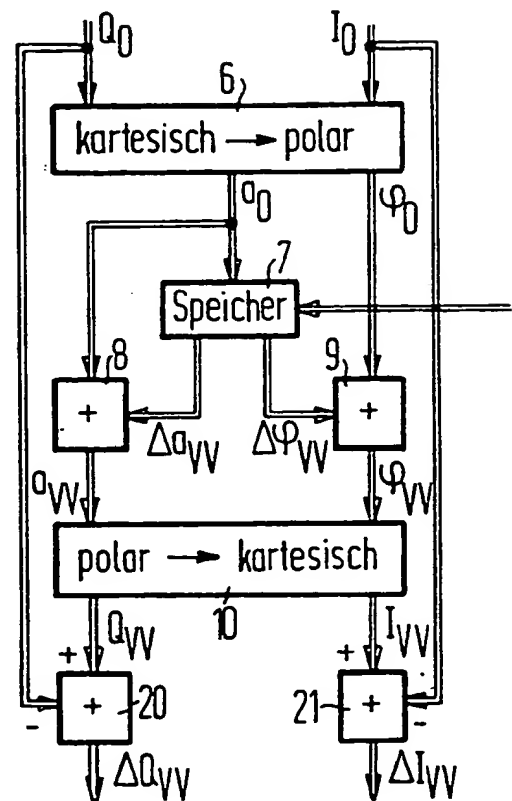 Q₀ I₀
6
kartesisch → polar
a₀ φ₀
7
Speicher
8 9
+ +
Δa_VV Δφ_VV
a_VV φ_VV
polar → kartesisch
10
Q_VV I_VV
+ +
+ 20 21 +
- -
ΔQ_VV ΔI_VV